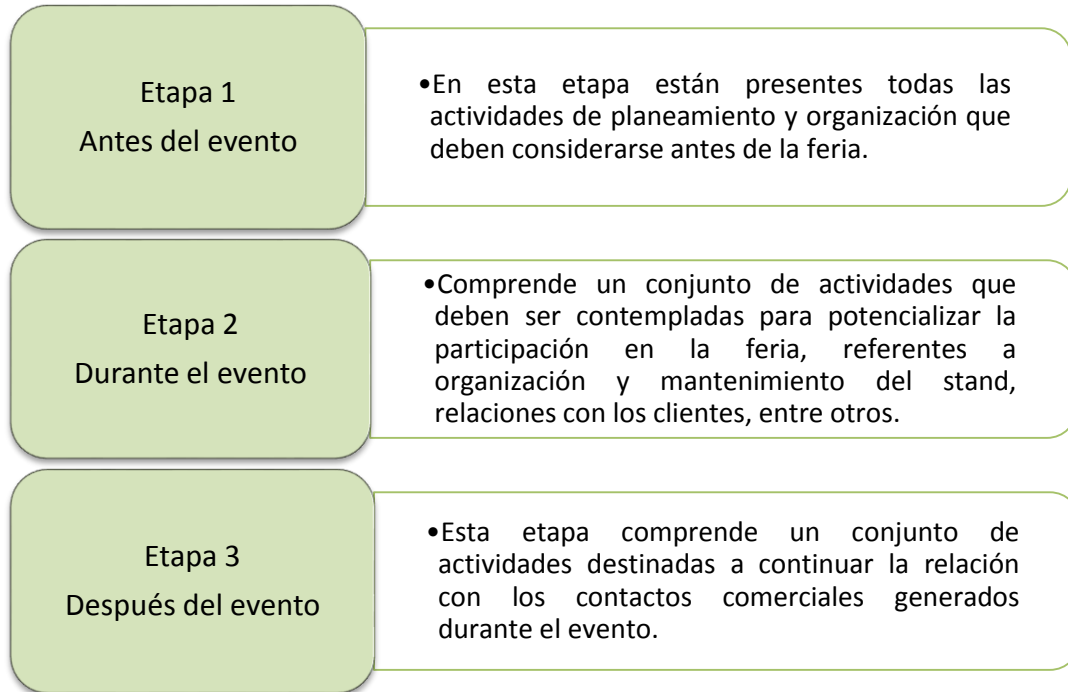 Etapa 1
Antes del evento
•En esta etapa están presentes todas las
actividades de planeamiento y organización que
deben considerarse antes de la feria.
Etapa 2
Durante el evento
•Comprende un conjunto de actividades que
deben ser contempladas para potencializar la
participación en la feria, referentes a
organización y mantenimiento del stand,
relaciones con los clientes, entre otros.
Etapa 3
Después del evento
•Esta etapa comprende un conjunto de
actividades destinadas a continuar la relación
con los contactos comerciales generados
durante el evento.